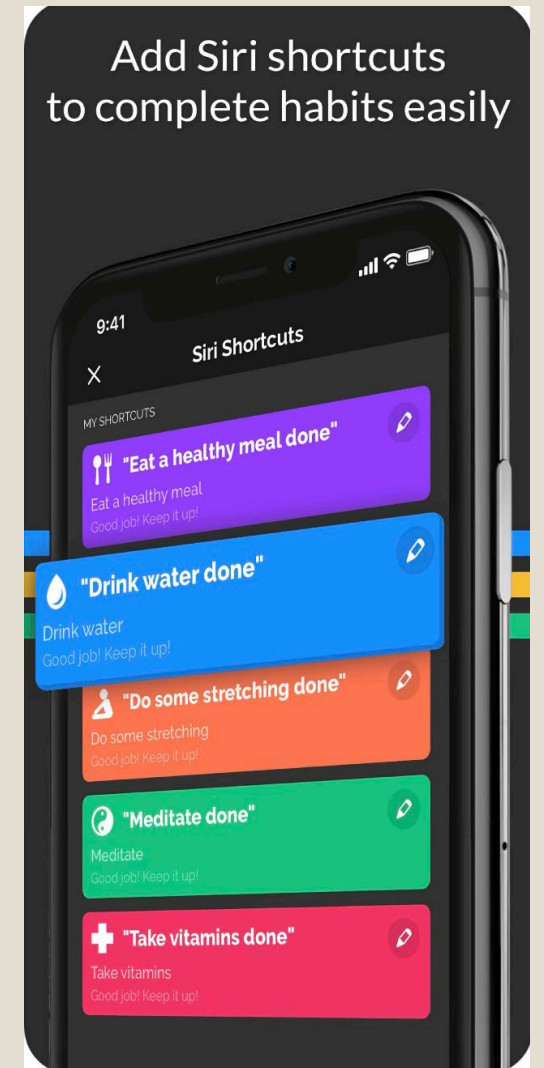 Add Siri shortcuts
to complete habits easily
9:41
Siri Shortcuts
MY SHORTCUTS
"Eat a healthy meal done"
Eat a healthy meal
Good job! Keep it up!
"Drink water done"
Drink water
Good job! Keep it up!
"Do some stretching done"
Do some stretching
Good job! Keep it up!
"Meditate done"
Meditate
Good job! Keep it up!
"Take vitamins done"
Take vitamins
Good job! Keep it up!